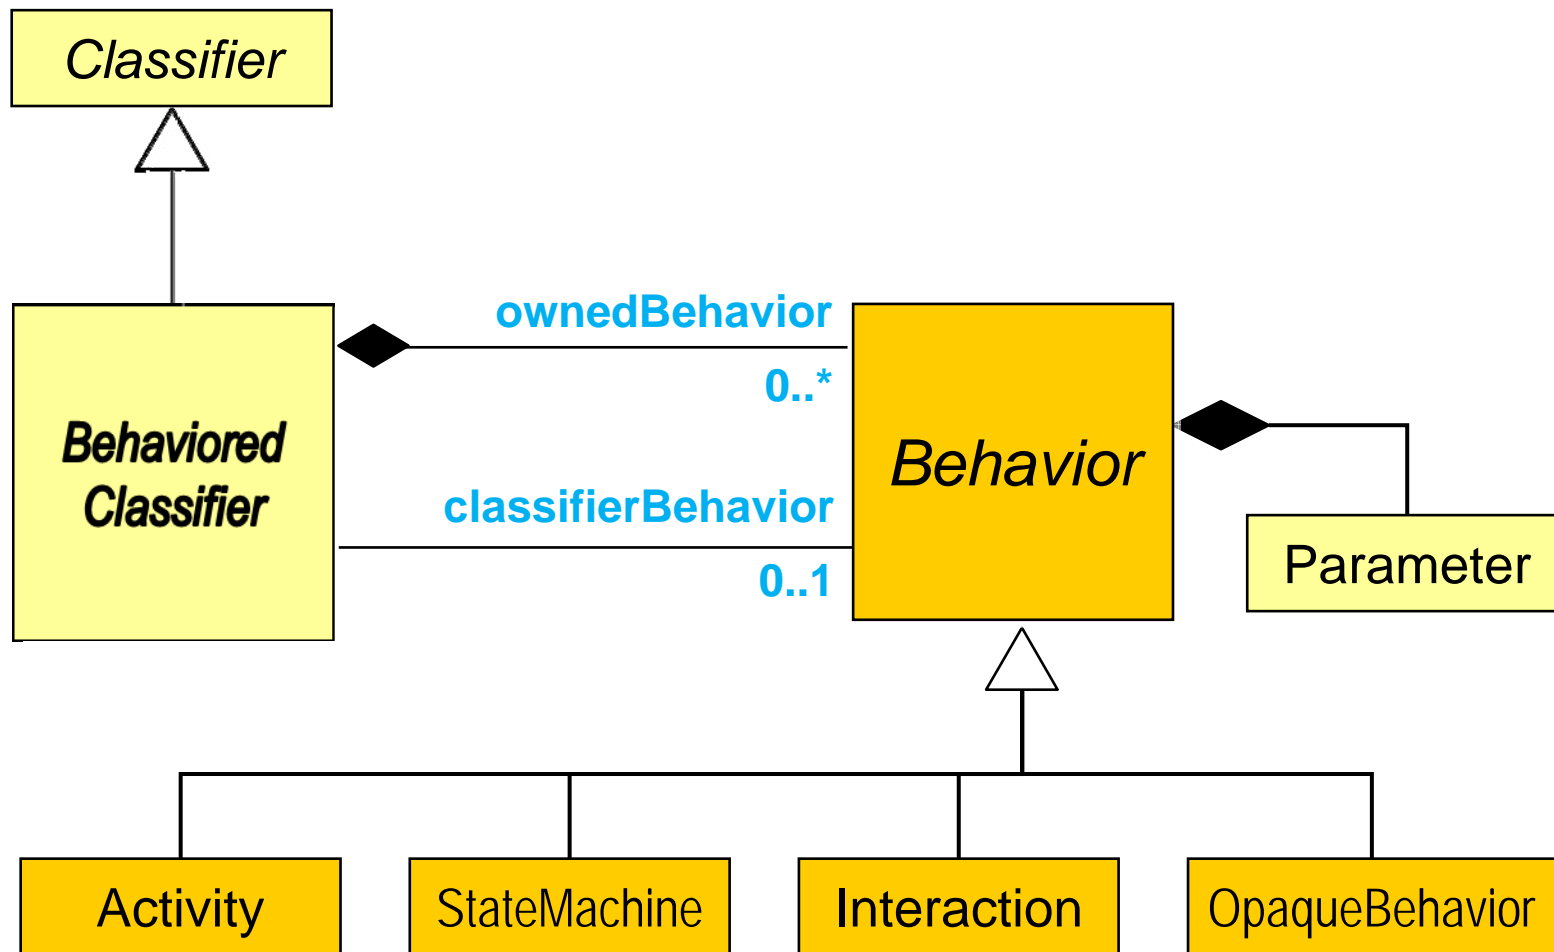 Classifier
ownedBehavior
0..*
Behaviored
Classifier
Behavior
classifierBehavior
0..1
Parameter
Activity
StateMachine
Interaction
OpaqueBehavior